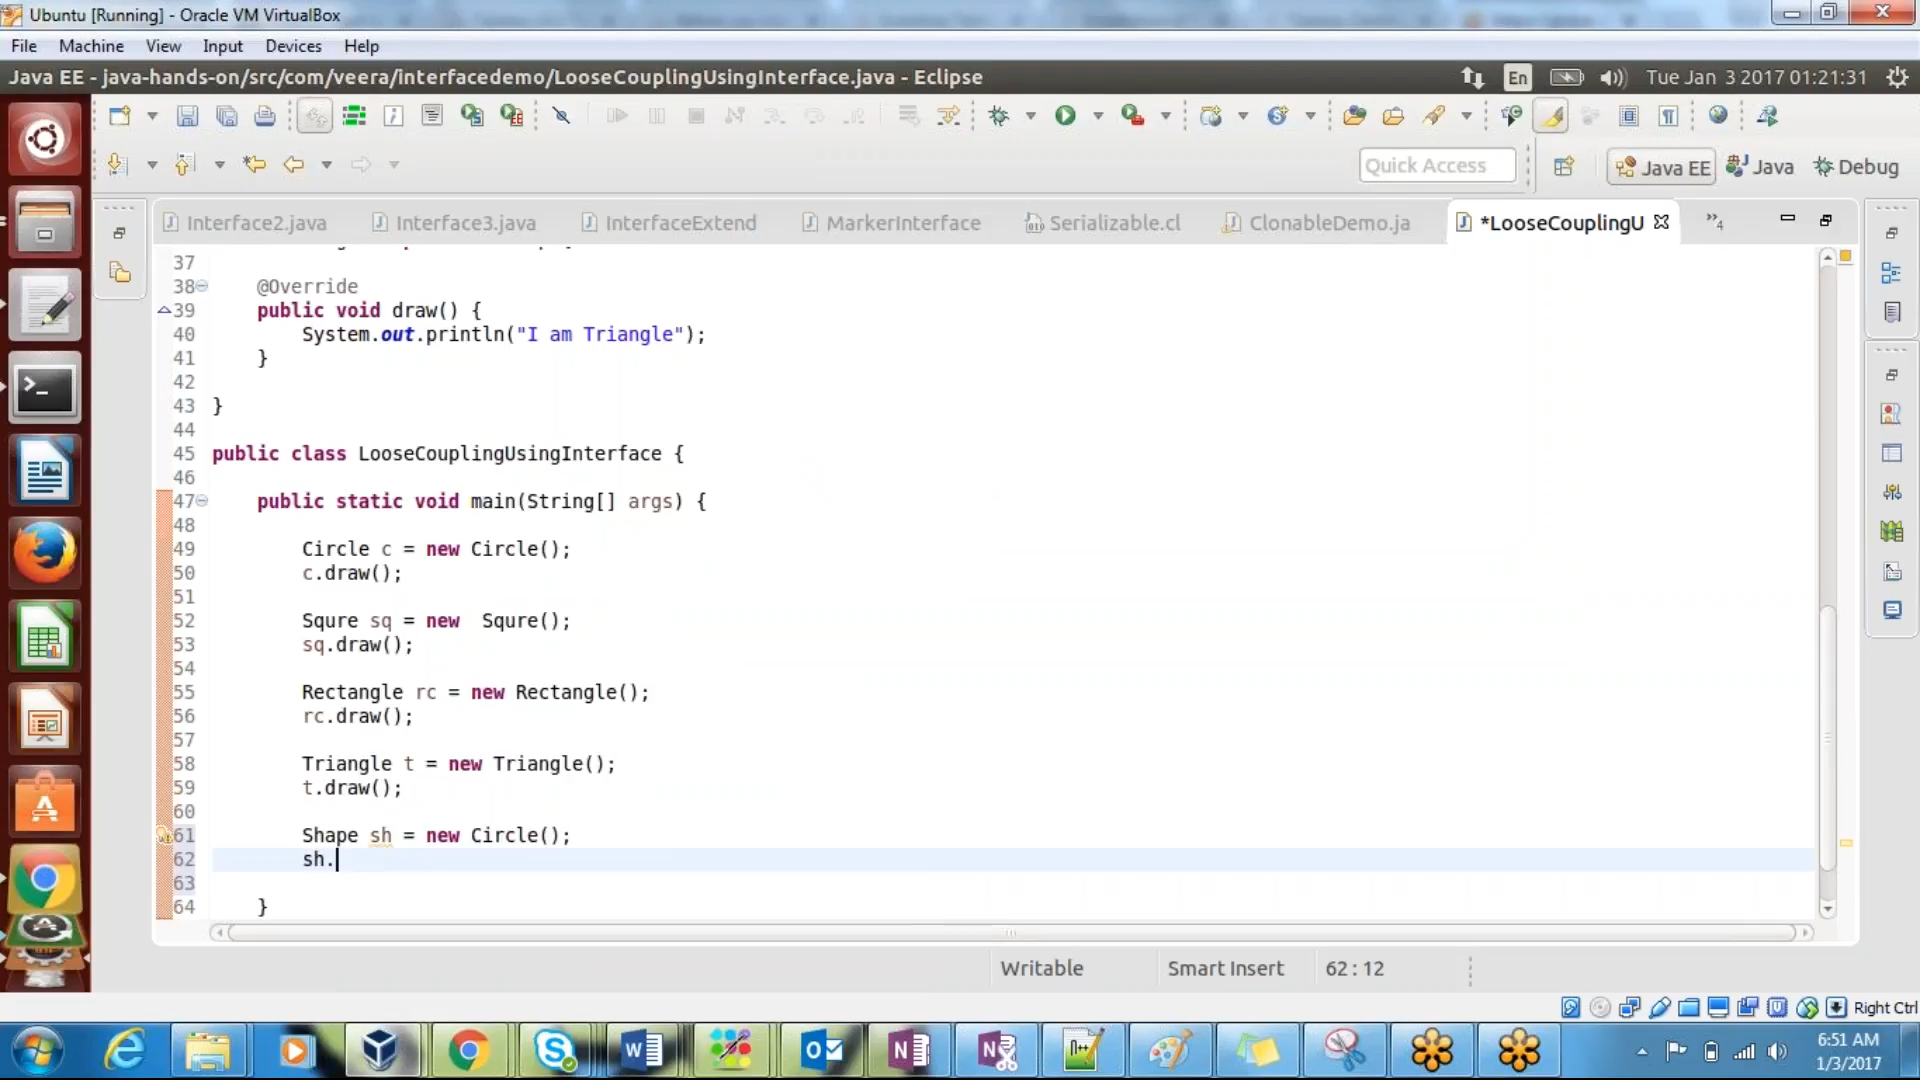 Ubuntu [Running] - Oracle VM VirtualBox
File Machine View Input Devices Help
Java EE - java-hands-on/src/com/veera/interfacedemo/LooseCouplingUsingInterface.java - Eclipse
En
Tue Jan 3 2017 01:21:31
Quick Access
Java EE
Java
Debug
Interface2.java
Interface3.java
InterfaceExtend
MarkerInterface
Serializable.cl
ClonableDemo.ja
*LooseCouplingU
4
37
38 @Override
39 public void draw() {
40 System.out.println("I am Triangle");
41 }
42
43 }
44
45 public class LooseCouplingUsingInterface {
46
47 public static void main(String[] args) {
48
49 Circle c = new Circle();
50 c.draw();
51
52 Squre sq = new  Squre();
53 sq.draw();
54
55 Rectangle rc = new Rectangle();
56 rc.draw();
57
58 Triangle t = new Triangle();
59 t.draw();
60
61 Shape sh = new Circle();
62 sh.
63
64 }
Writable
Smart Insert
62 : 12
Right Ctrl
6:51 AM
1/3/2017